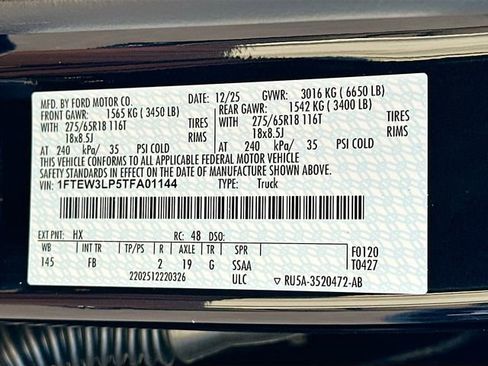 MFD. BY FORD MOTOR CO. DATE: 12/25 GVWR: 3016 KG ( 6650 LB)
FRONT GAWR: 1565 KG ( 3450 LB) REAR GAWR: 1542 KG ( 3400 LB)
WITH 275/65R18 116T TIRES WITH 275/65R18 116T TIRES
18x8.5J RIMS 18x8.5J RIMS
AT 240 kPa/ 35 PSI COLD AT 240 kPa/ 35 PSI COLD
THIS VEHICLE CONFORMS TO ALL APPLICABLE FEDERAL MOTOR VEHICLE
SAFETY STANDARDS IN EFFECT ON THE DATE OF MANUFACTURE SHOWN ABOVE.
VIN: 1FTEW3LP5TFA01144 TYPE: Truck
EXT PNT: HX RC: 48 DSO: F0120
WB INT TR TP/PS R AXLE TR SPR T0427
145 FB 2 19 G SSAA
2202512220326 ULC RU5A-3520472-AB